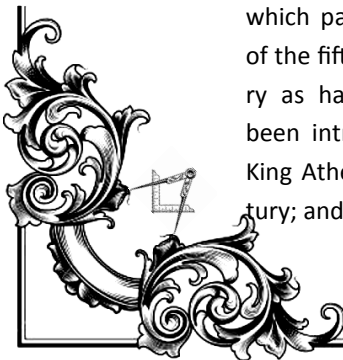 which pa
of the fift
ry as ha
been intr
King Athe
tury; and